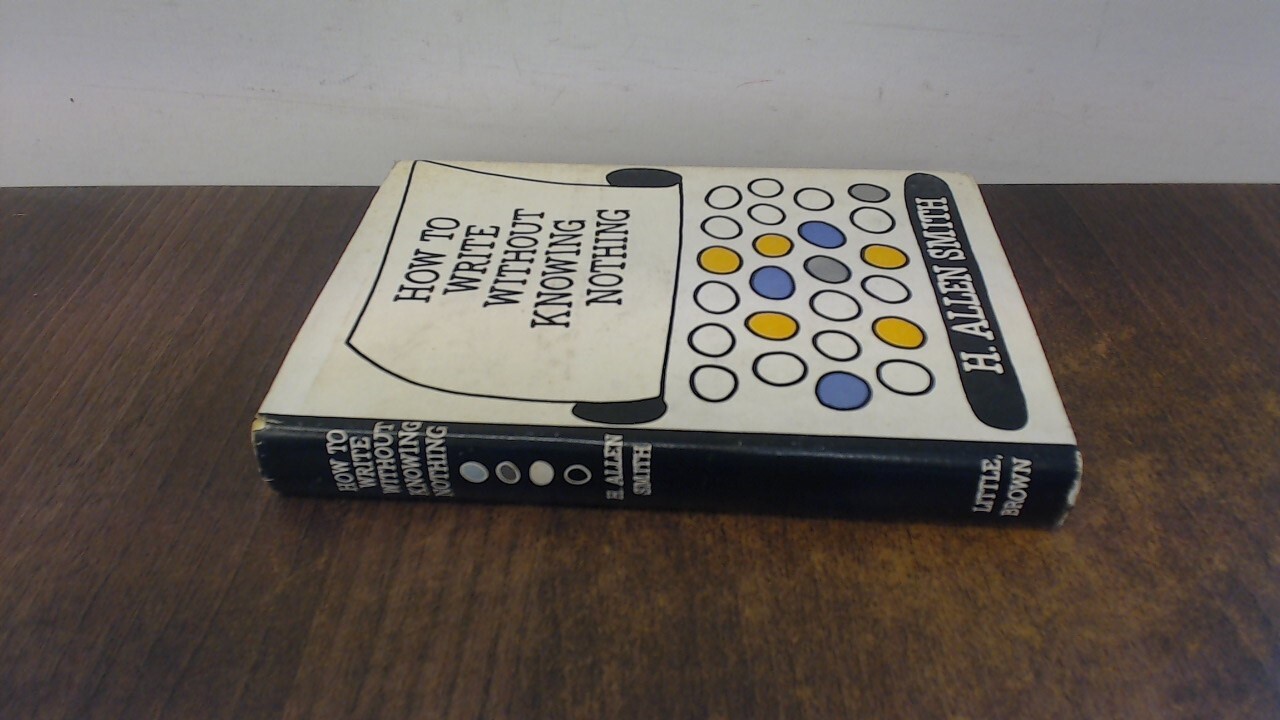 HOW TO
WRITE
WITHOUT
KNOWING
NOTHING
H. ALLEN SMITH
HOW TO
WRITE
WITHOUT
KNOWING
NOTHING
H. ALLEN
SMITH
LITTLE,
BROWN